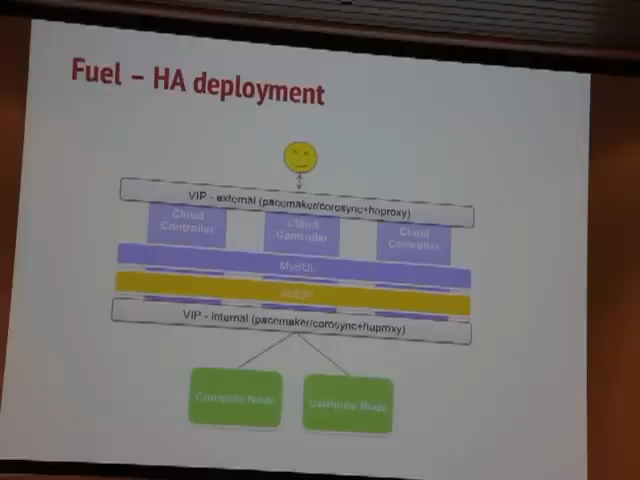 Fuel – HA deployment
VIP - external (pacemaker/corosync+haproxy)
Cloud
Controller
Cloud
Controller
Cloud
Controller
MySQL
VIP - internal (pacemaker/corosync+haproxy)
Compute Node
Compute Node